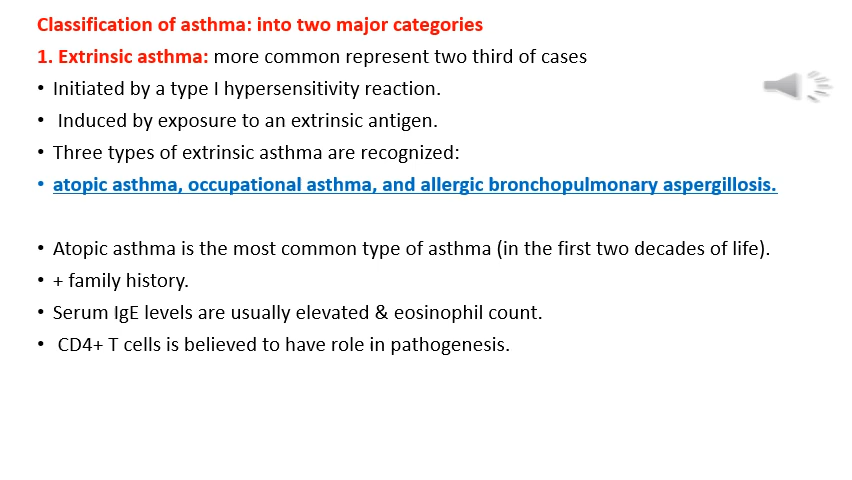 Classification of asthma: into two major categories
1. Extrinsic asthma: more common represent two third of cases
• Initiated by a type I hypersensitivity reaction.
• Induced by exposure to an extrinsic antigen.
• Three types of extrinsic asthma are recognized:
• atopic asthma, occupational asthma, and allergic bronchopulmonary aspergillosis.
• Atopic asthma is the most common type of asthma (in the first two decades of life).
• + family history.
• Serum IgE levels are usually elevated & eosinophil count.
• CD4+ T cells is believed to have role in pathogenesis.